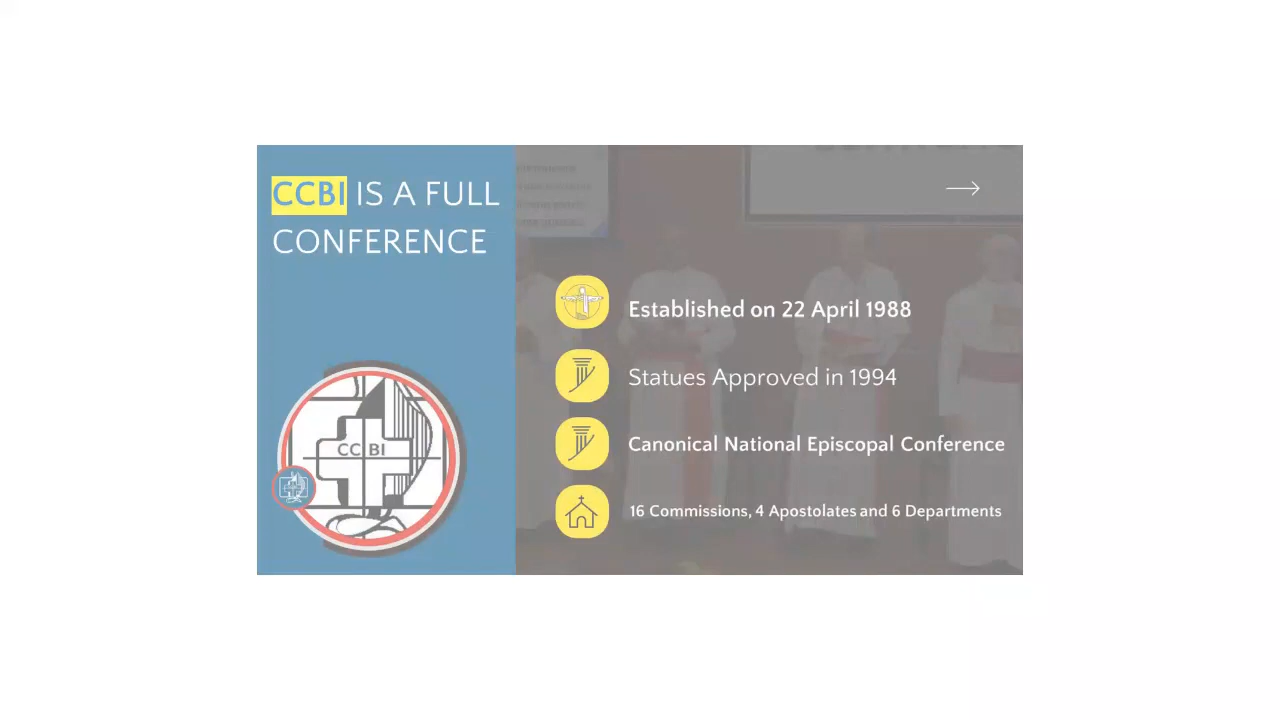 CCBI IS A FULL
CONFERENCE
CC BI
Established on 22 April 1988
Statues Approved in 1994
Canonical National Episcopal Conference
16 Commissions, 4 Apostolates and 6 Departments